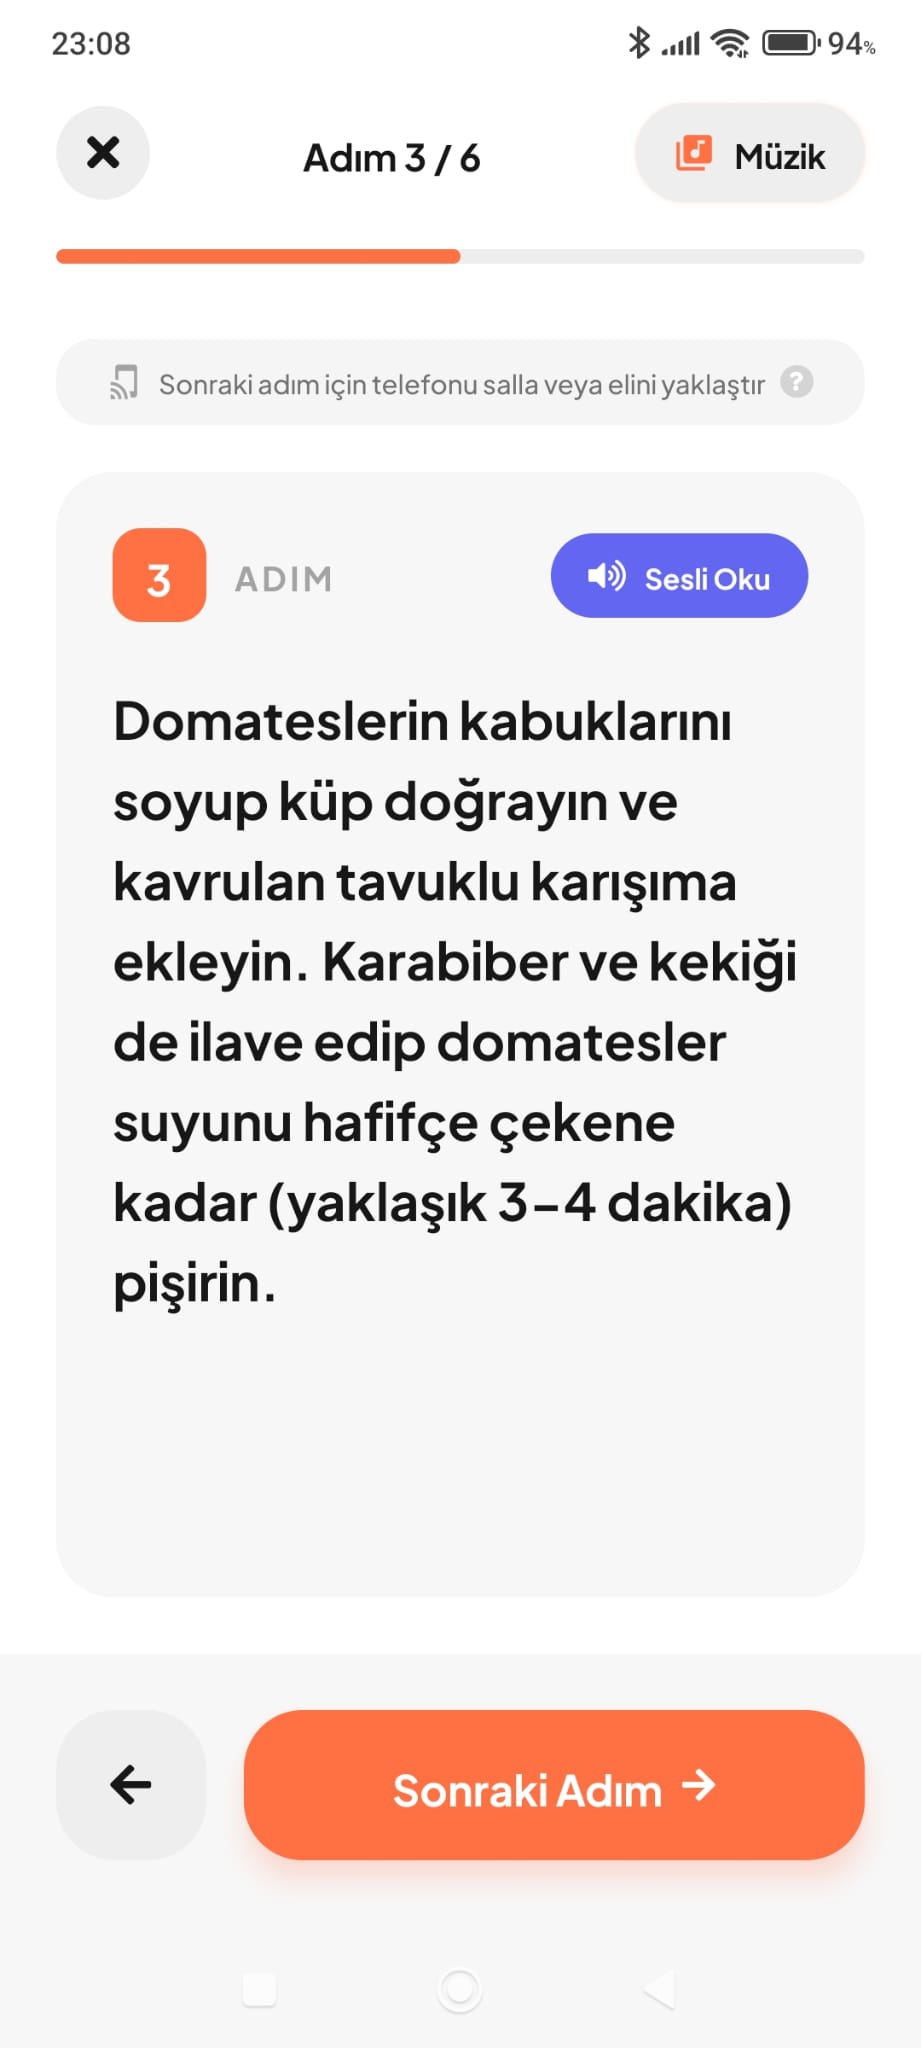 23:08
94%
Adım 3 / 6
Müzik
Sonraki adım için telefonu salla veya elini yaklaştır ?
3
ADIM
Sesli Oku
Domateslerin kabuklarını
soyup küp doğrayın ve
kavrulan tavuklu karışıma
ekleyin. Karabiber ve kekiği
de ilave edip domatesler
suyunu hafifçe çekene
kadar (yaklaşık 3–4 dakika)
pişirin.
Sonraki Adım →